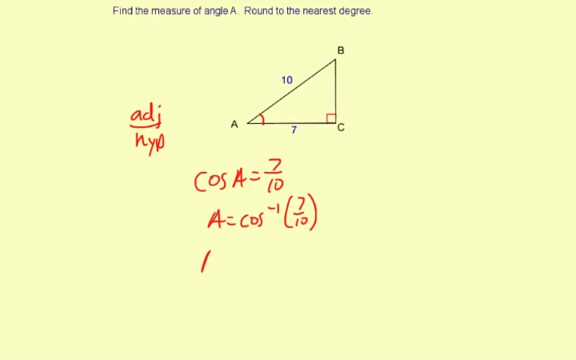 Find the measure of angle A. Round to the nearest degree.
B
10
A
7
C
adj
hyp
cos A = 7/10
A = cos⁻¹(7/10)